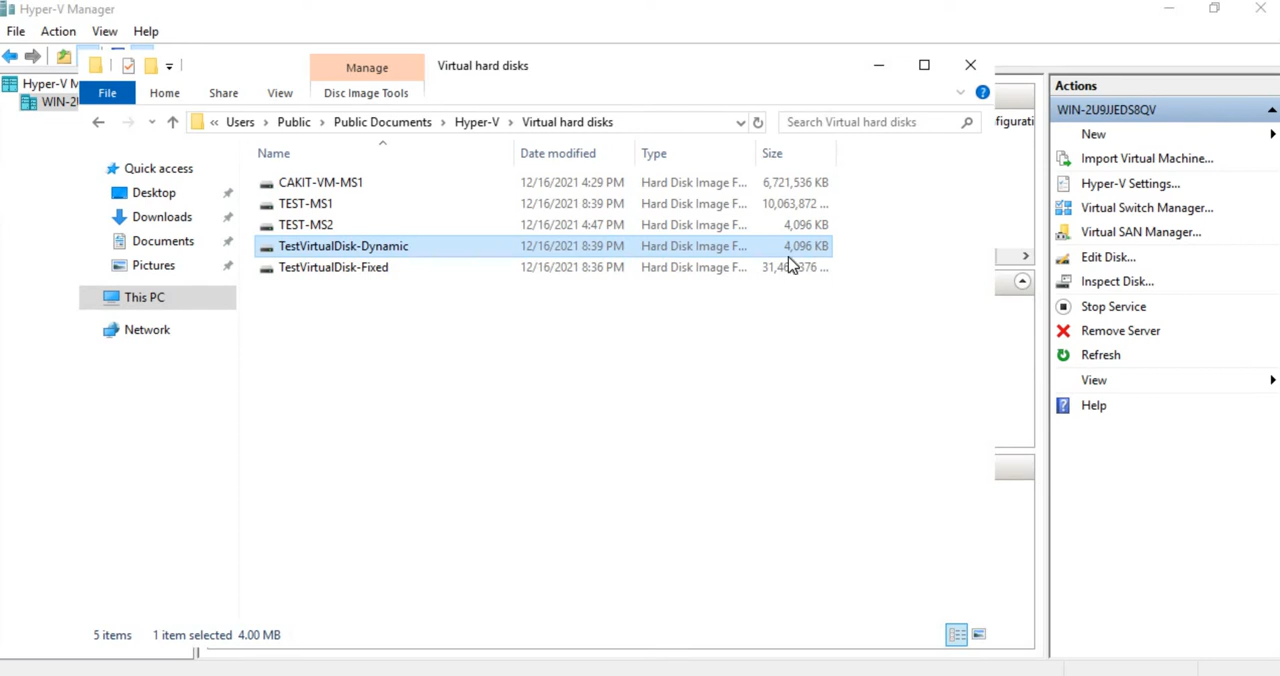 Hyper-V Manager
File Action View Help
Hyper-V M
WIN-2
Manage
Virtual hard disks
File Home Share View Disc Image Tools
« Users > Public > Public Documents > Hyper-V > Virtual hard disks
Search Virtual hard disks
Quick access
Desktop
Downloads
Documents
Pictures
This PC
Network
Name Date modified Type Size
CAKIT-VM-MS1 12/16/2021 4:29 PM Hard Disk Image F... 6,721,536 KB
TEST-MS1 12/16/2021 8:39 PM Hard Disk Image F... 10,063,872 ...
TEST-MS2 12/16/2021 4:47 PM Hard Disk Image F... 4,096 KB
TestVirtualDisk-Dynamic 12/16/2021 8:39 PM Hard Disk Image F... 4,096 KB
TestVirtualDisk-Fixed 12/16/2021 8:36 PM Hard Disk Image F...
5 items 1 item selected 4.00 MB
figurati
Actions
WIN-2U9JJEDS8QV
New
Import Virtual Machine...
Hyper-V Settings...
Virtual Switch Manager...
Virtual SAN Manager...
Edit Disk...
Inspect Disk...
Stop Service
Remove Server
Refresh
View
Help